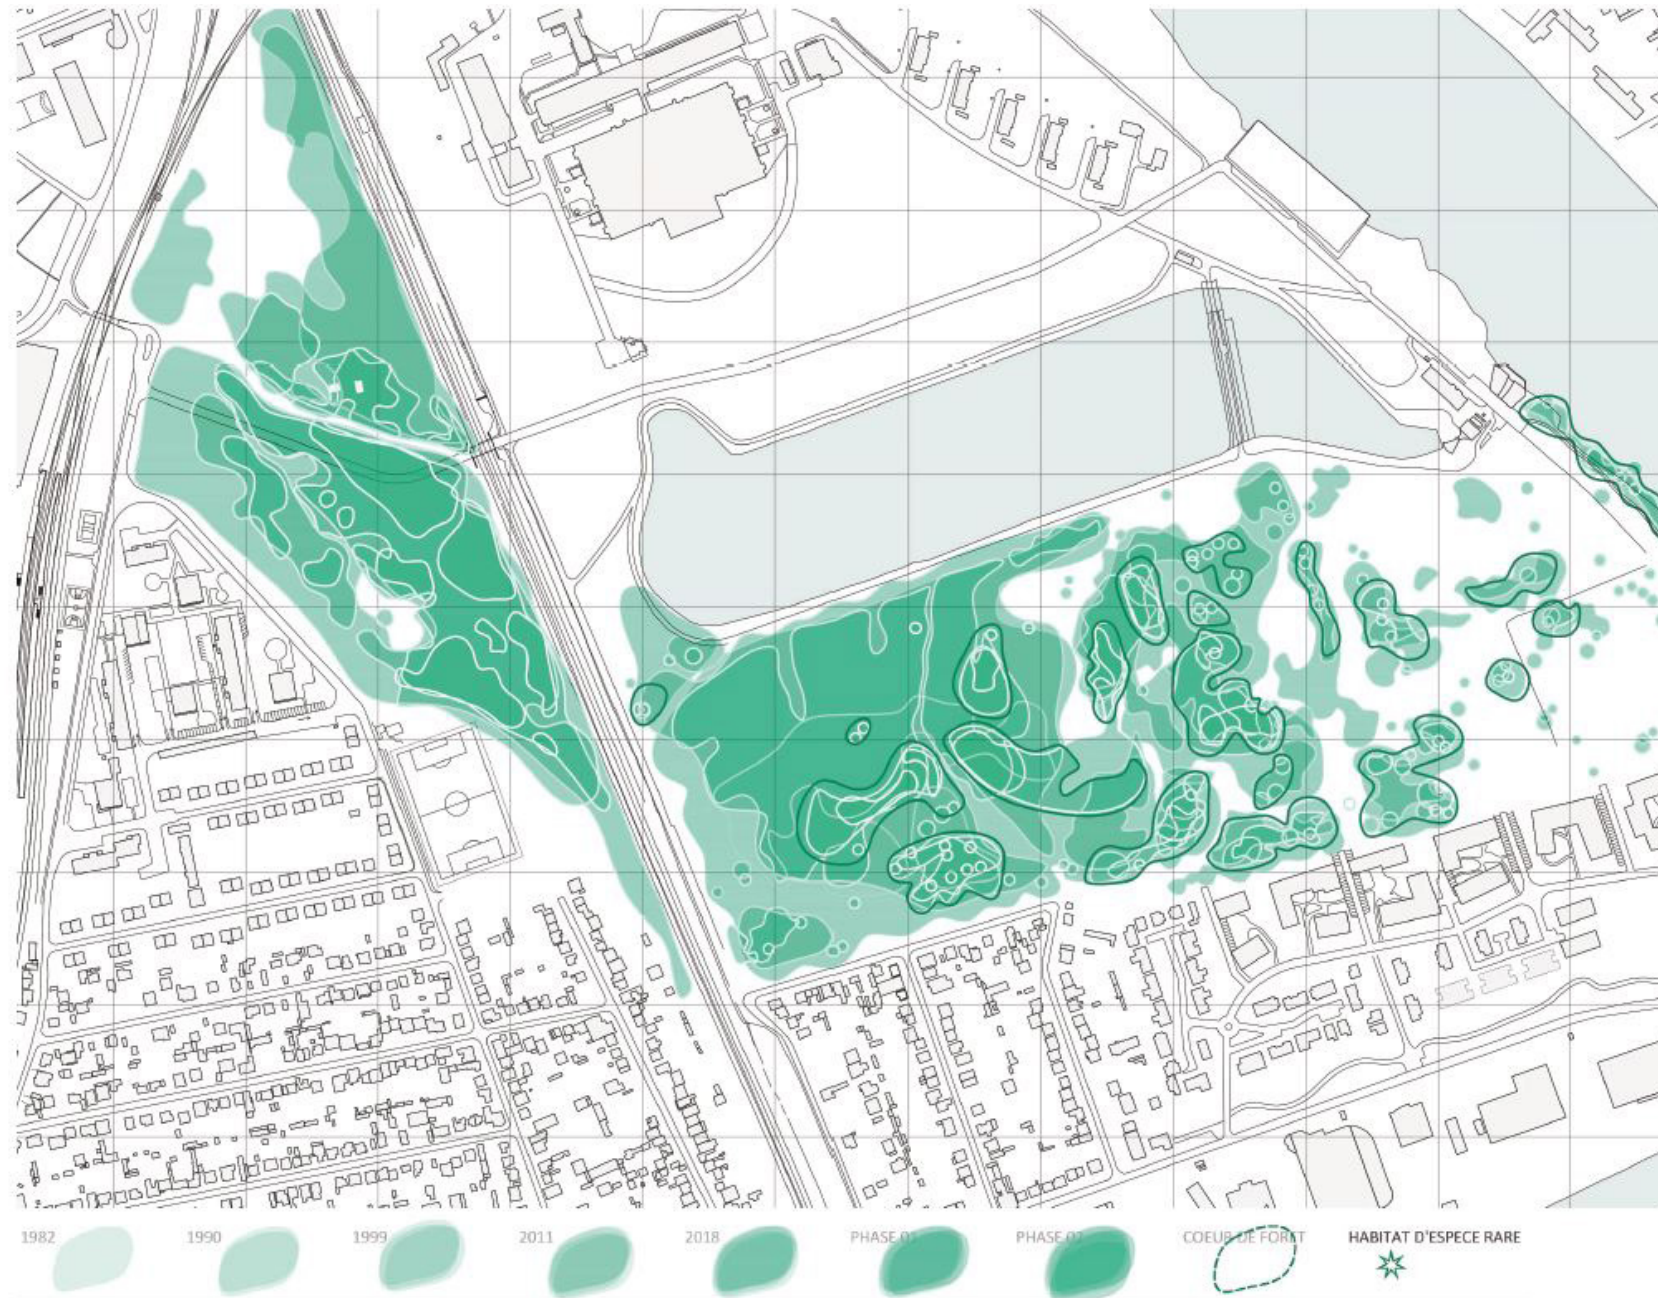 1982
1990
1999
2011
2018
PHASE 01
PHASE 02
COEUR DE FORET
HABITAT D'ESPECE RARE